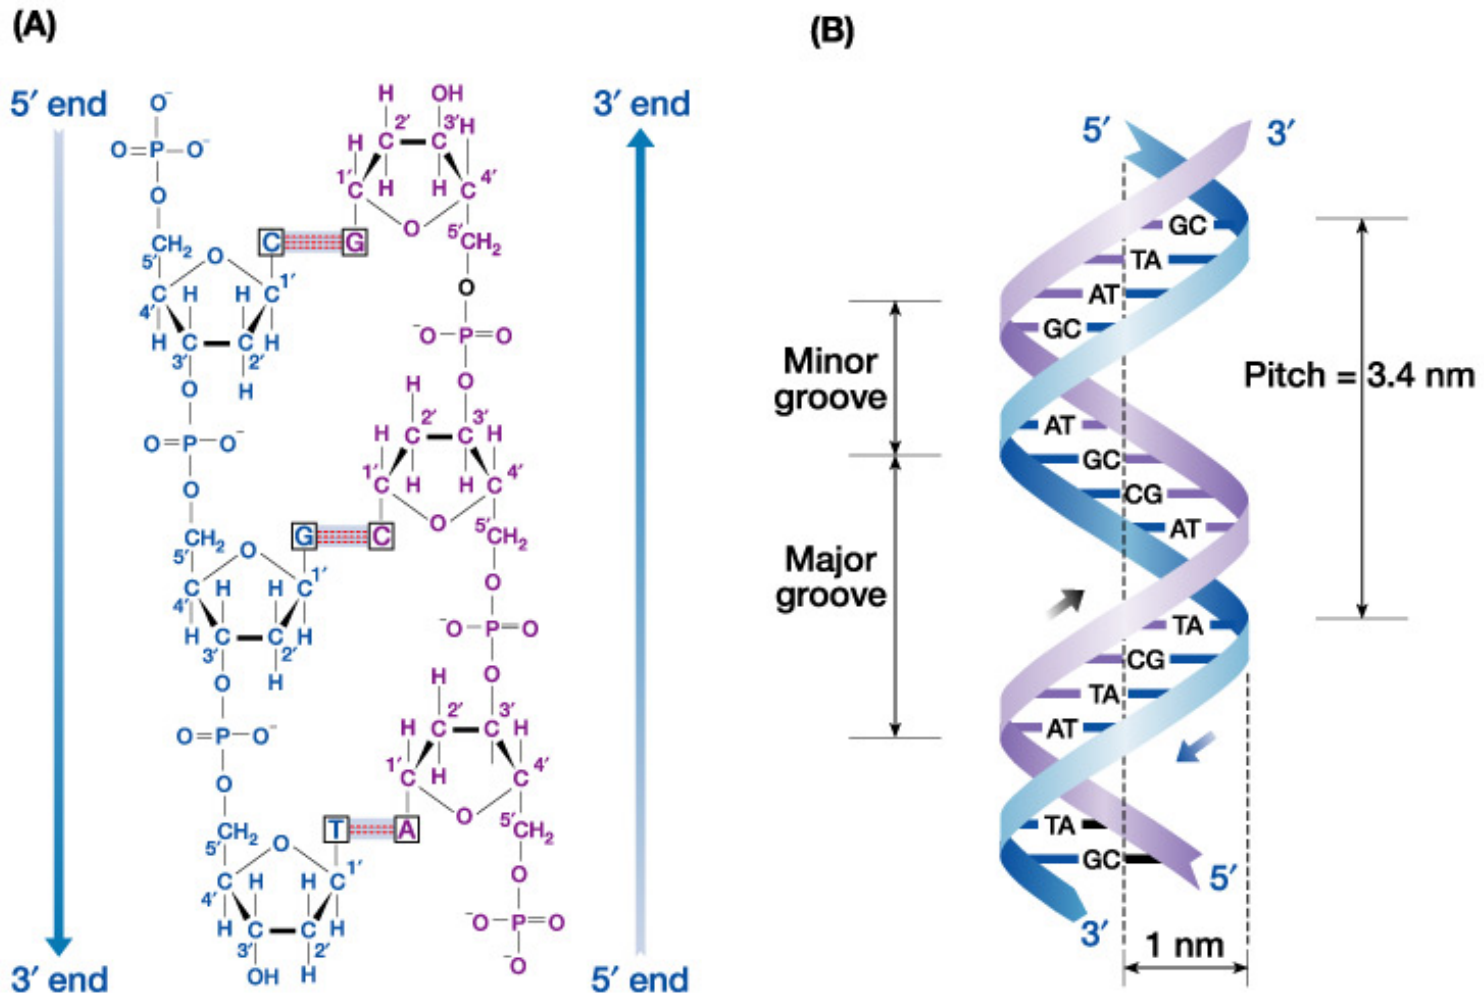 (A)
5′ end
3′ end
O⁻
O=P–O⁻
O
5′
CH₂
O
C
G
4′
C
H
H
C
1′
H
C
C
H
3′
2′
O
H
H
OH
2′
3′
H
H
C
C
1′
C
H
H
C
4′
O
5′
CH₂
O
⁻O–P=O
O
O=P–O⁻
O
5′
CH₂
O
G
C
4′
C
H
H
C
1′
H
C
C
H
3′
2′
O
H
H
2′
3′
H
H
C
C
1′
C
H
H
C
4′
O
5′
CH₂
O
⁻O–P=O
O
O=P–O⁻
O
5′
CH₂
O
T
A
4′
C
H
H
C
1′
H
C
C
H
3′
2′
OH
H
H
2′
3′
H
H
C
C
1′
C
H
C
4′
O
5′
CH₂
O
⁻O–P=O
⁻O
3′ end
5′ end
(B)
5′
3′
GC
TA
AT
GC
AT
GC
CG
AT
TA
CG
TA
AT
TA
GC
Minor
groove
Major
groove
Pitch = 3.4 nm
5′
3′
1 nm